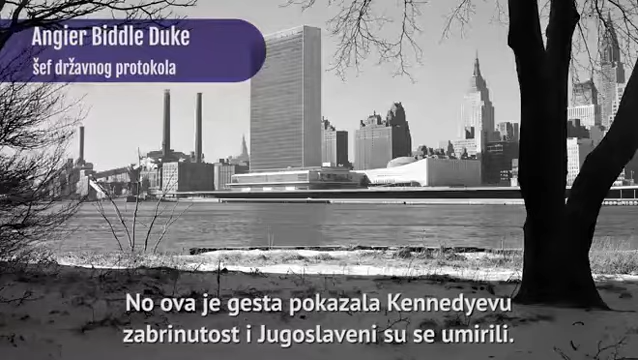 Angier Biddle Duke
šef državnog protokola
No ova je gesta pokazala Kennedyevu
zabrinutost i Jugoslaveni su se umirili.